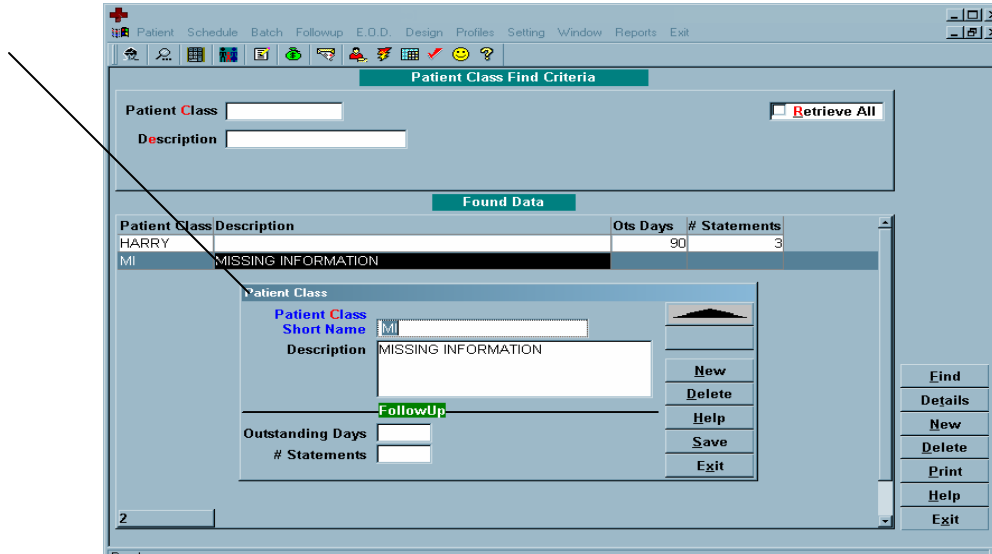 Patient Schedule Batch Followup E.O.D. Design Profiles Setting Window Reports Exit
Patient Class Find Criteria
Patient Class
Retrieve All
Description
Found Data
Patient Class Description Ots Days # Statements
HARRY 90 3
MI MISSING INFORMATION
Patient Class
Patient Class
Short Name MI
Description MISSING INFORMATION
New
Delete
FollowUp
Help
Outstanding Days
Save
# Statements
Exit
Find
Details
New
Delete
Print
Help
Exit
2